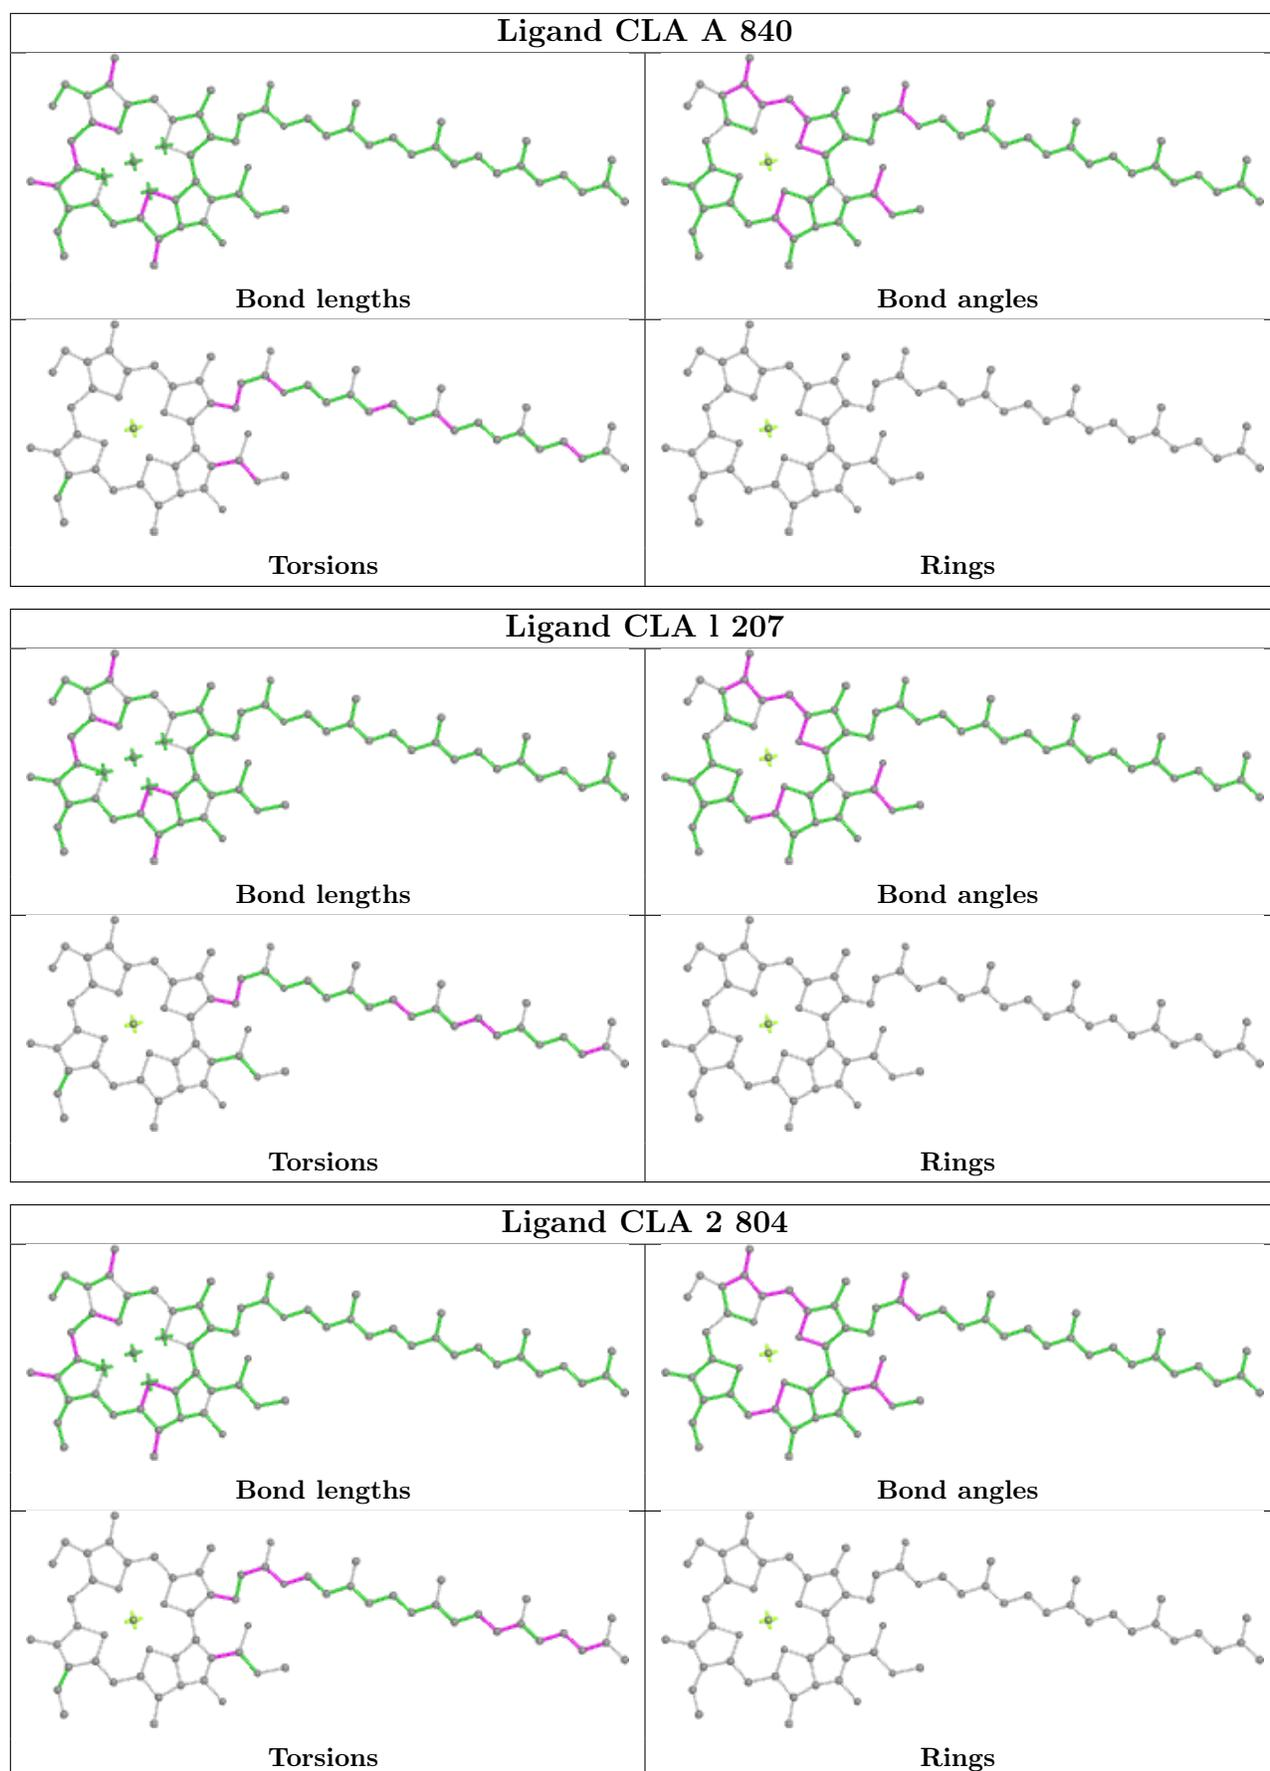 Ligand CLA A 840
Bond lengths
Bond angles
Torsions
Rings
Ligand CLA l 207
Bond lengths
Bond angles
Torsions
Rings
Ligand CLA 2 804
Bond lengths
Bond angles
Torsions
Rings